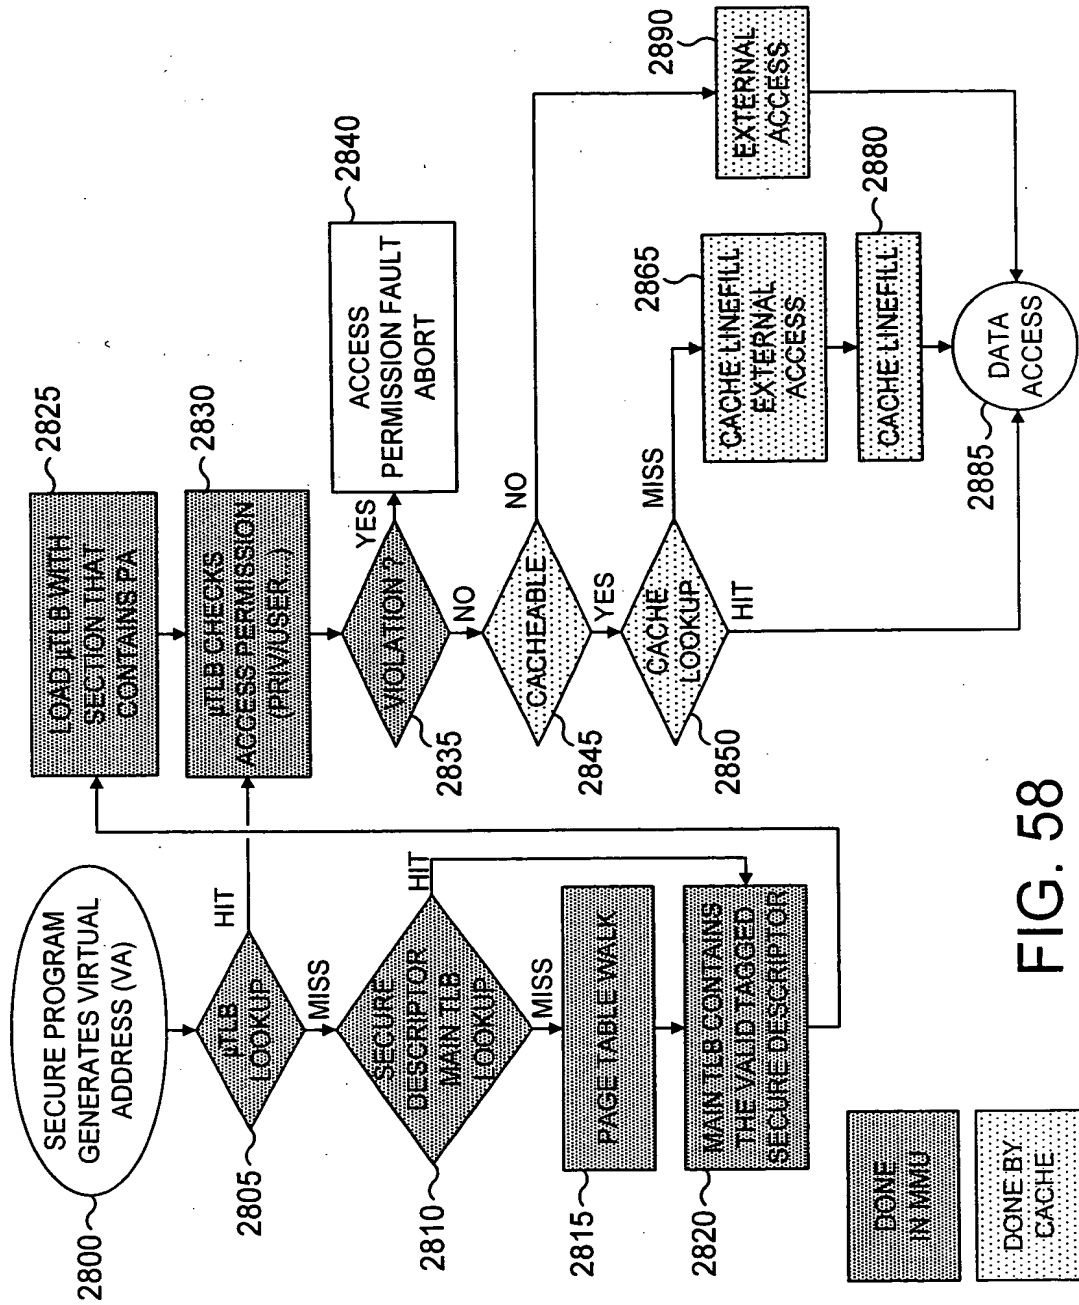 2800
SECURE PROGRAM
GENERATES VIRTUAL
ADDRESS (VA)
2805
µTLB
LOOKUP
HIT
MISS
2810
SECURE
DESCRIPTOR
MAIN TLB
LOOKUP
HIT
MISS
2815
PAGE TABLE WALK
2820
MAIN TLB CONTAINS
THE VALID TAGGED
SECURE DESCRIPTOR
2825
LOAD µTLB WITH
SECTION THAT
CONTAINS PA
2830
µTLB CHECKS
ACCESS PERMISSION
(PRIV/USER...)
2835
VIOLATION ?
YES
NO
2840
ACCESS
PERMISSION FAULT
ABORT
2845
CACHEABLE
NO
YES
2850
CACHE
LOOKUP
MISS
HIT
2865
CACHE LINEFILL
EXTERNAL
ACCESS
2880
CACHE LINEFILL
2890
EXTERNAL
ACCESS
2885
DATA
ACCESS
DONE
IN MMU
DONE BY
CACHE
FIG. 58